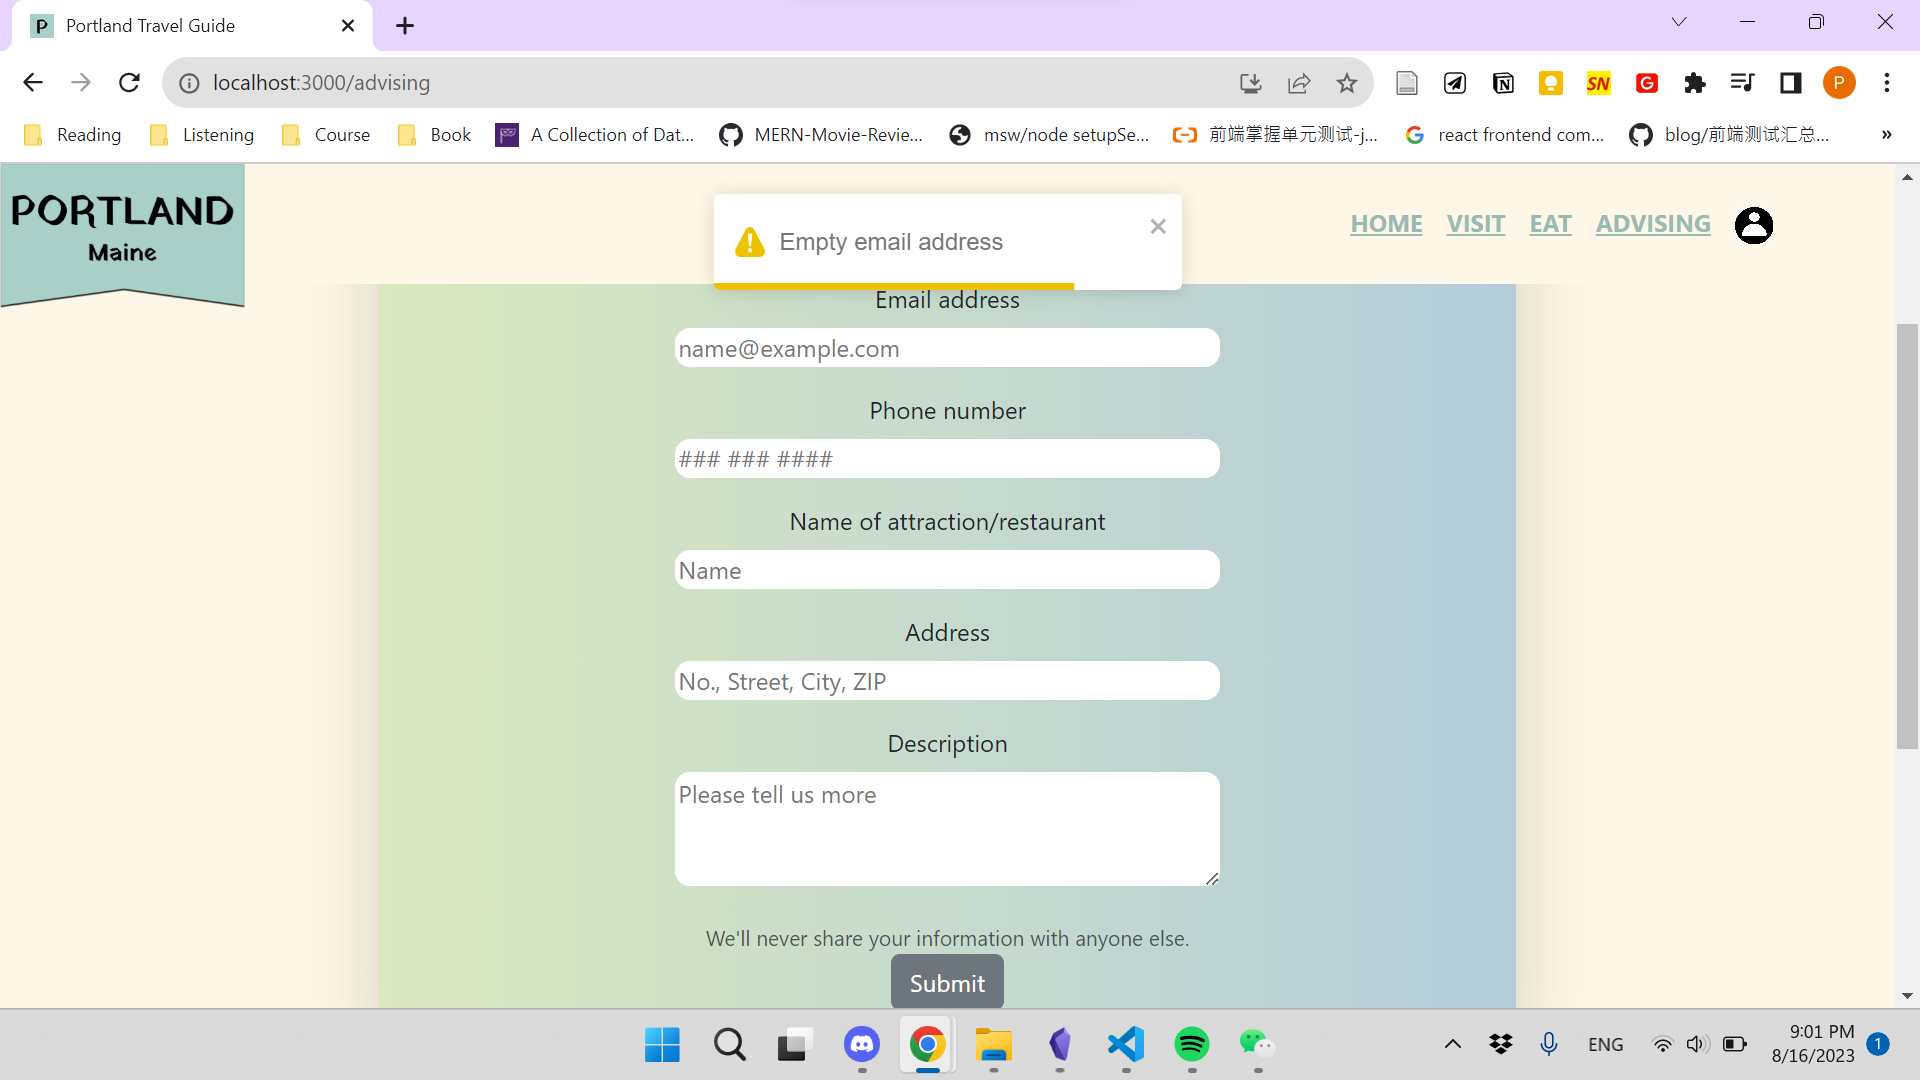 P Portland Travel Guide
localhost:3000/advising
SN
G
P
Reading
Listening
Course
Book
A Collection of Dat...
MERN-Movie-Revie...
msw/node setupSe...
前端掌握单元测试-j...
react frontend com...
blog/前端测试汇总...
»
PORTLAND
Maine
Empty email address
HOME
VISIT
EAT
ADVISING
Email address
name@example.com
Phone number
### ### ####
Name of attraction/restaurant
Name
Address
No., Street, City, ZIP
Description
Please tell us more
We'll never share your information with anyone else.
Submit
ENG
9:01 PM
8/16/2023
1